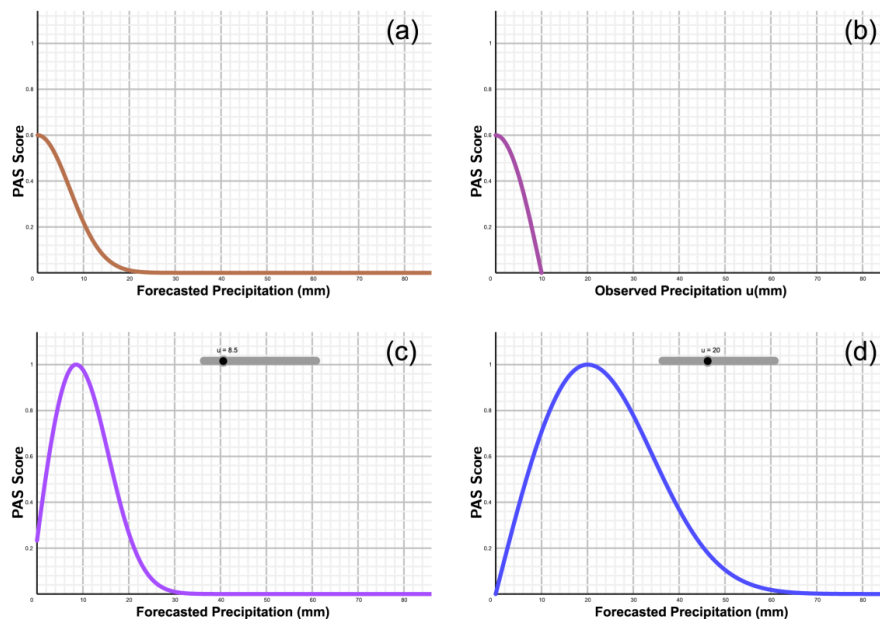 (a)
PAS Score
1
0.8
0.6
0.4
0.2
0 10 20 30 40 50 60 70 80
Forecasted Precipitation (mm)
(b)
PAS Score
1
0.8
0.6
0.4
0.2
0 10 20 30 40 50 60 70 80
Observed Precipitation u(mm)
(c)
u = 8.5
PAS Score
1
0.8
0.6
0.4
0.2
0 10 20 30 40 50 60 70 80
Forecasted Precipitation (mm)
(d)
u = 20
PAS Score
1
0.8
0.6
0.4
0.2
0 10 20 30 40 50 60 70 80
Forecasted Precipitation (mm)